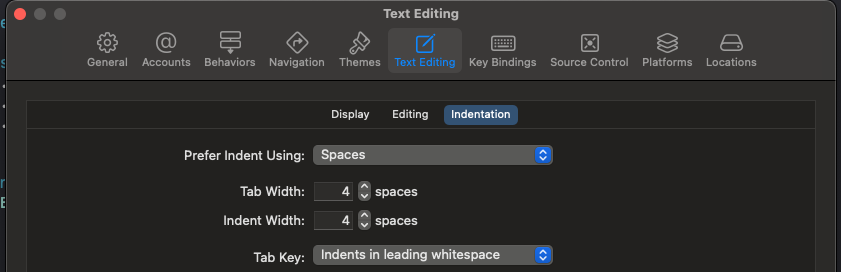 Text Editing
General Accounts Behaviors Navigation Themes Text Editing Key Bindings Source Control Platforms Locations
Display Editing Indentation
Prefer Indent Using: Spaces
Tab Width: 4 spaces
Indent Width: 4 spaces
Tab Key: Indents in leading whitespace